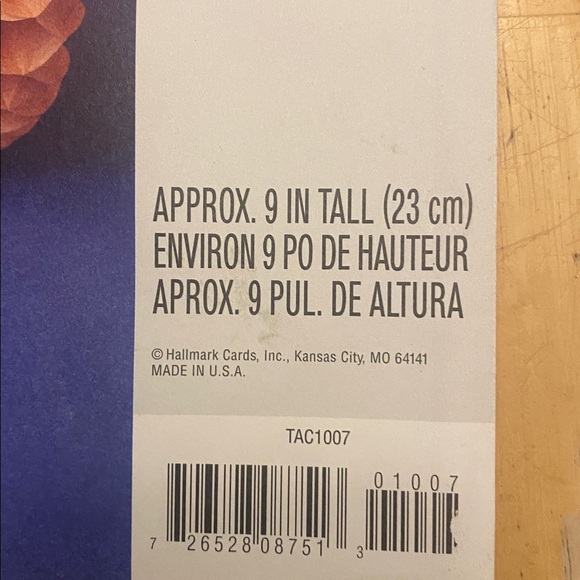 APPROX. 9 IN TALL (23 cm)
ENVIRON 9 PO DE HAUTEUR
APROX. 9 PUL. DE ALTURA
© Hallmark Cards, Inc., Kansas City, MO 64141
MADE IN U.S.A.
TAC1007
01007
7 26528 08751 3